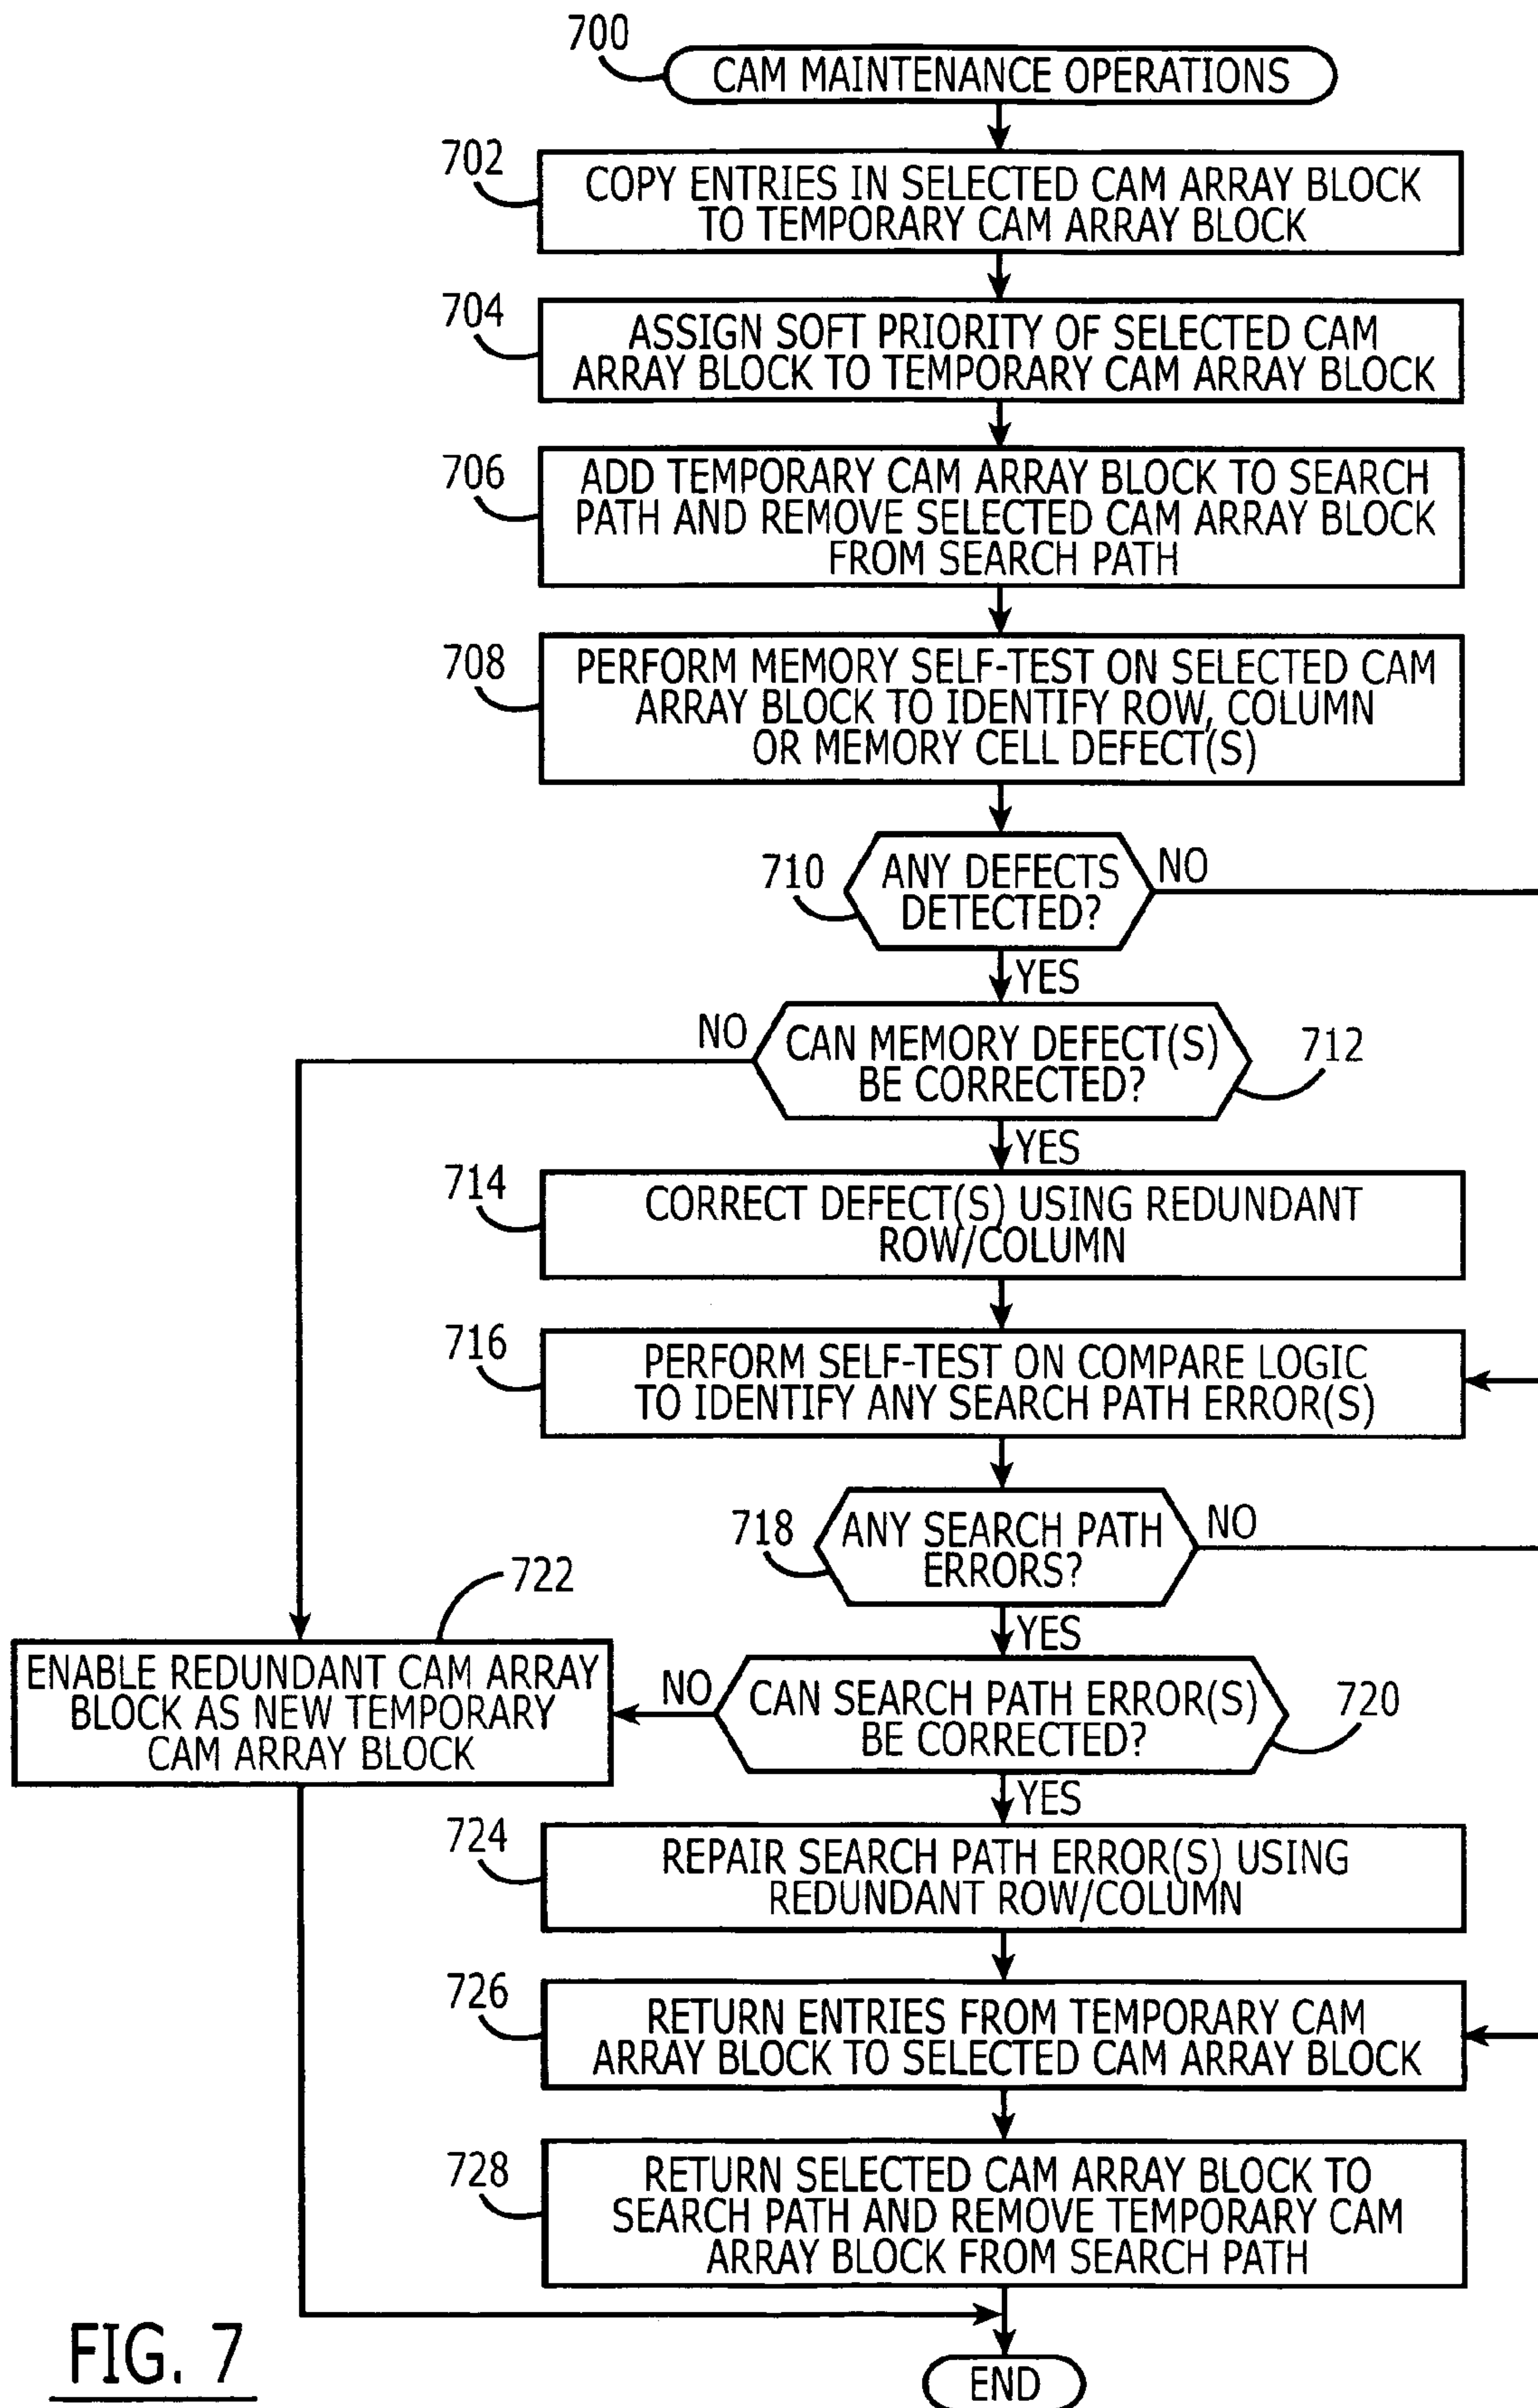 700
CAM MAINTENANCE OPERATIONS
702
COPY ENTRIES IN SELECTED CAM ARRAY BLOCK
TO TEMPORARY CAM ARRAY BLOCK
704
ASSIGN SOFT PRIORITY OF SELECTED CAM
ARRAY BLOCK TO TEMPORARY CAM ARRAY BLOCK
706
ADD TEMPORARY CAM ARRAY BLOCK TO SEARCH
PATH AND REMOVE SELECTED CAM ARRAY BLOCK
FROM SEARCH PATH
708
PERFORM MEMORY SELF-TEST ON SELECTED CAM
ARRAY BLOCK TO IDENTIFY ROW, COLUMN
OR MEMORY CELL DEFECT(S)
710
ANY DEFECTS
DETECTED?
NO
YES
NO
CAN MEMORY DEFECT(S)
BE CORRECTED?
712
YES
714
CORRECT DEFECT(S) USING REDUNDANT
ROW/COLUMN
716
PERFORM SELF-TEST ON COMPARE LOGIC
TO IDENTIFY ANY SEARCH PATH ERROR(S)
718
ANY SEARCH PATH
ERRORS?
NO
YES
722
ENABLE REDUNDANT CAM ARRAY
BLOCK AS NEW TEMPORARY
CAM ARRAY BLOCK
NO
CAN SEARCH PATH ERROR(S)
BE CORRECTED?
720
YES
724
REPAIR SEARCH PATH ERROR(S) USING
REDUNDANT ROW/COLUMN
726
RETURN ENTRIES FROM TEMPORARY CAM
ARRAY BLOCK TO SELECTED CAM ARRAY BLOCK
728
RETURN SELECTED CAM ARRAY BLOCK TO
SEARCH PATH AND REMOVE TEMPORARY CAM
ARRAY BLOCK FROM SEARCH PATH
FIG. 7
END